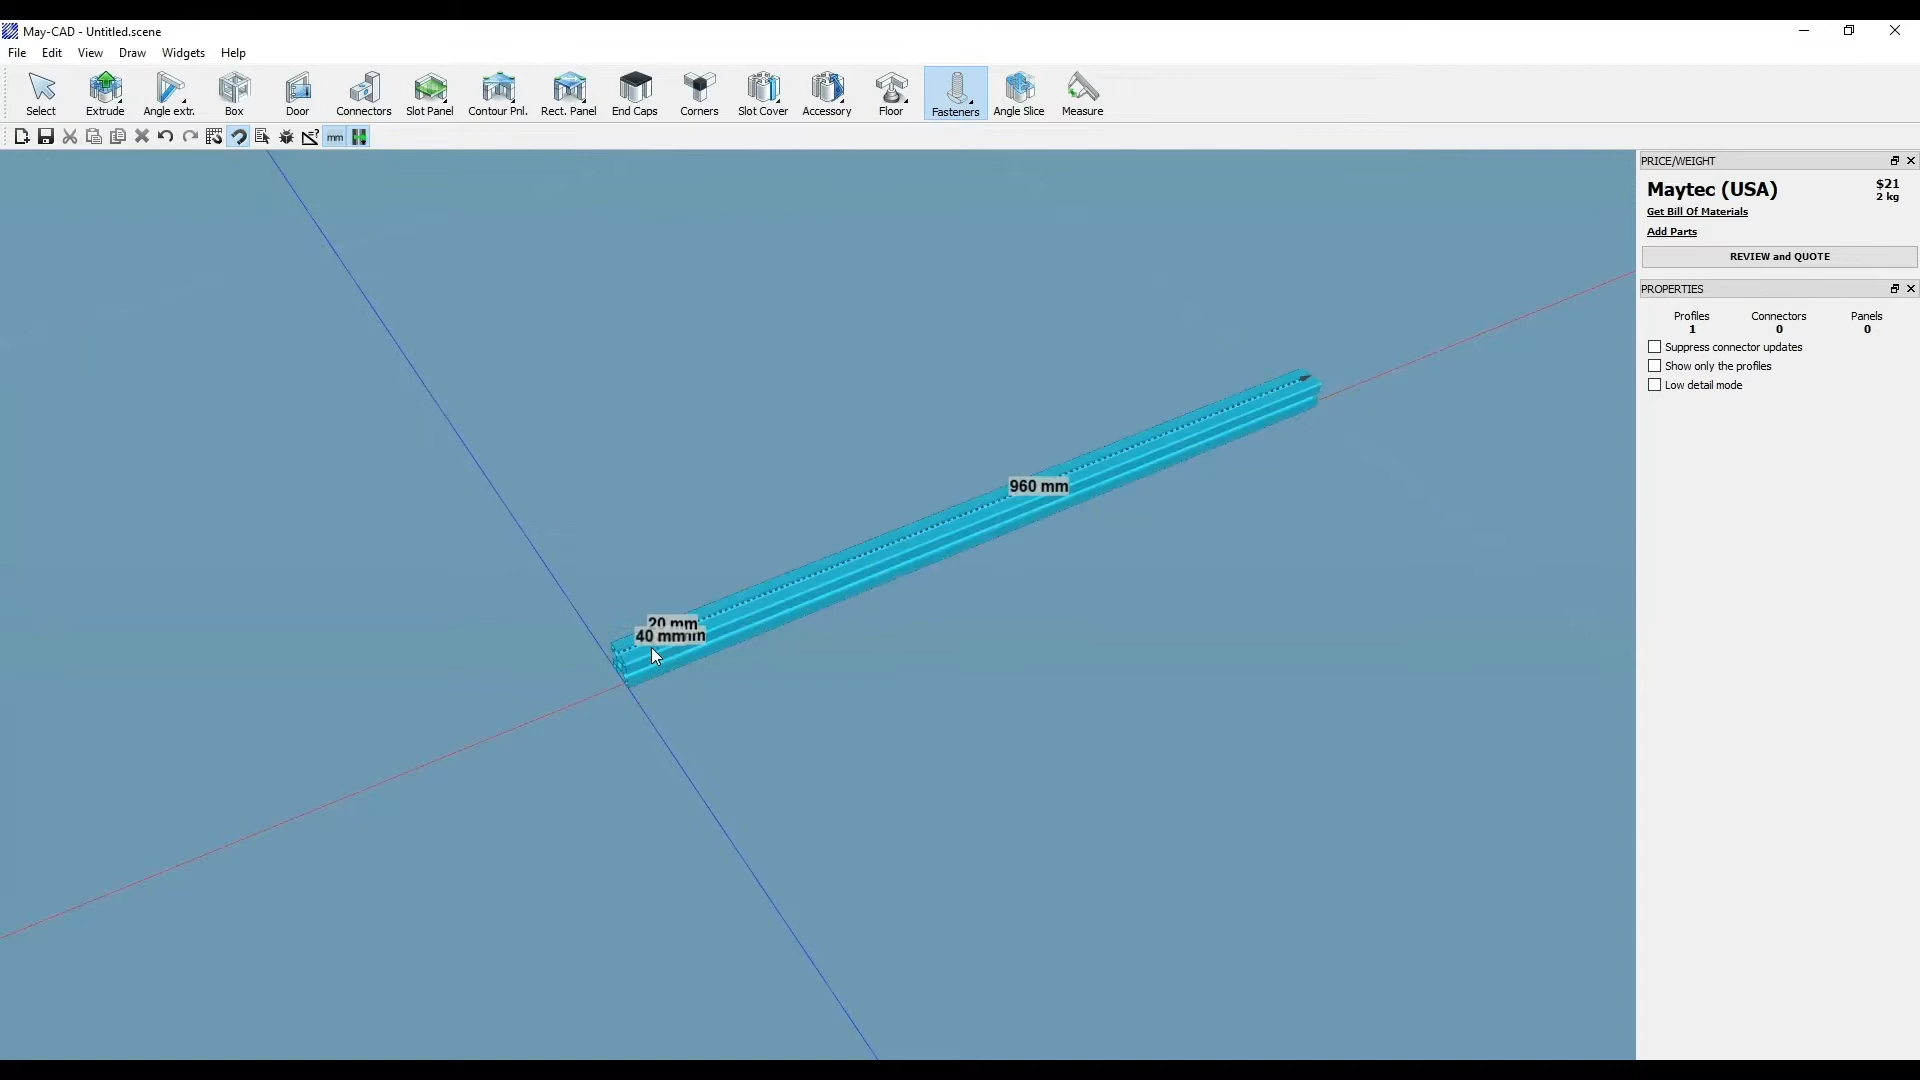 May-CAD - Untitled.scene
File Edit View Draw Widgets Help
Select Extrude Angle extr. Box Door Connectors Slot Panel Contour Pnl. Rect. Panel End Caps Corners Slot Cover Accessory Floor Fasteners Angle Slice Measure
mm
PRICE/WEIGHT
Maytec (USA) $21
2 kg
Get Bill Of Materials
Add Parts
REVIEW and QUOTE
PROPERTIES
Profiles Connectors Panels
1 0 0
Suppress connector updates
Show only the profiles
Low detail mode
960 mm
20 mm
40 mm